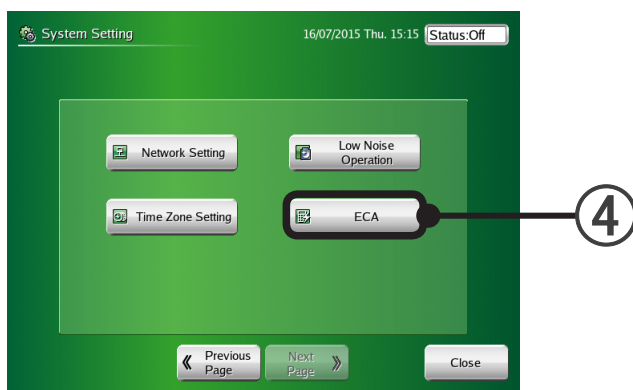 System Setting
16/07/2015 Thu. 15:15 Status:Off
Network Setting
Low Noise
Operation
Time Zone Setting
ECA
④
Previous
Page
Next
Page
Close